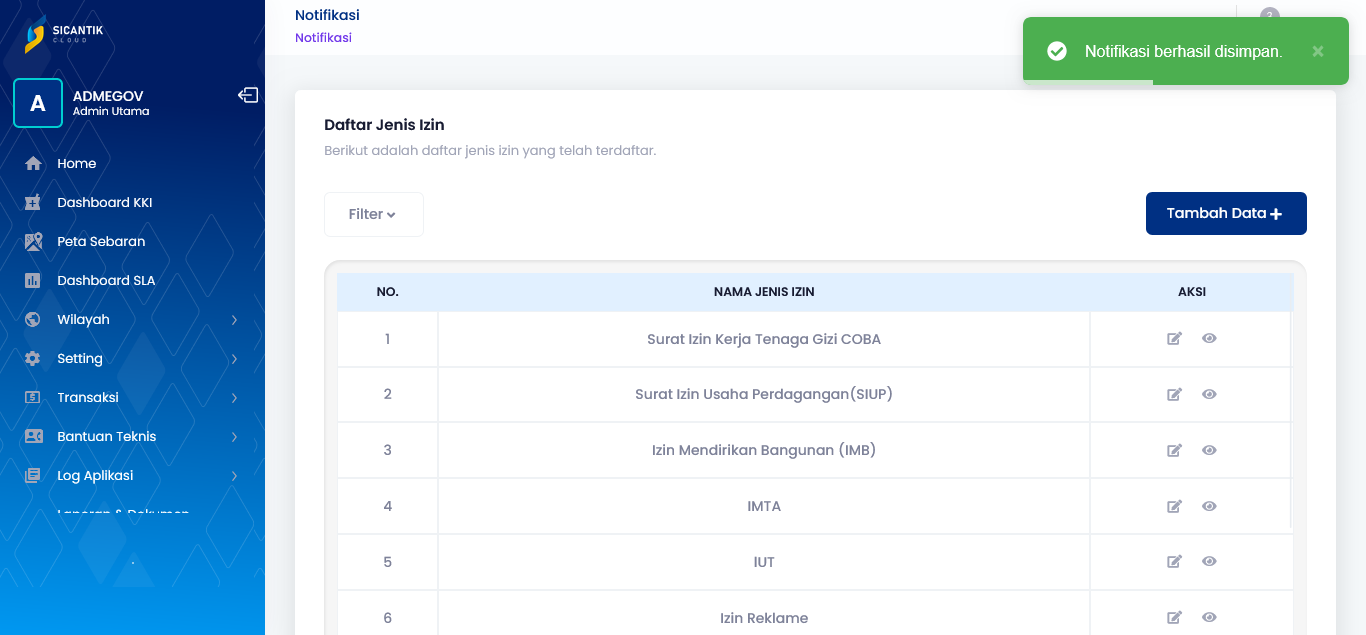 SICANTIK
CLOUD
A
ADMEGOV
Admin Utama
Home
Dashboard KKI
Peta Sebaran
Dashboard SLA
Wilayah
Setting
Transaksi
Bantuan Teknis
Log Aplikasi
Laporan & Dokumen
Notifikasi
Notifikasi
?
Notifikasi berhasil disimpan. ×
Daftar Jenis Izin
Berikut adalah daftar jenis izin yang telah terdaftar.
Filter
Tambah Data +
NO. NAMA JENIS IZIN AKSI
1 Surat Izin Kerja Tenaga Gizi COBA
2 Surat Izin Usaha Perdagangan(SIUP)
3 Izin Mendirikan Bangunan (IMB)
4 IMTA
5 IUT
6 Izin Reklame